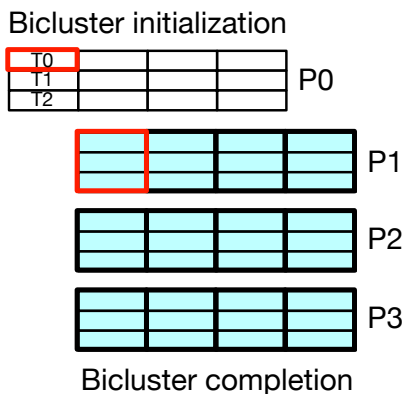 Bicluster initialization
T0
T1
T2
P0
P1
P2
P3
Bicluster completion